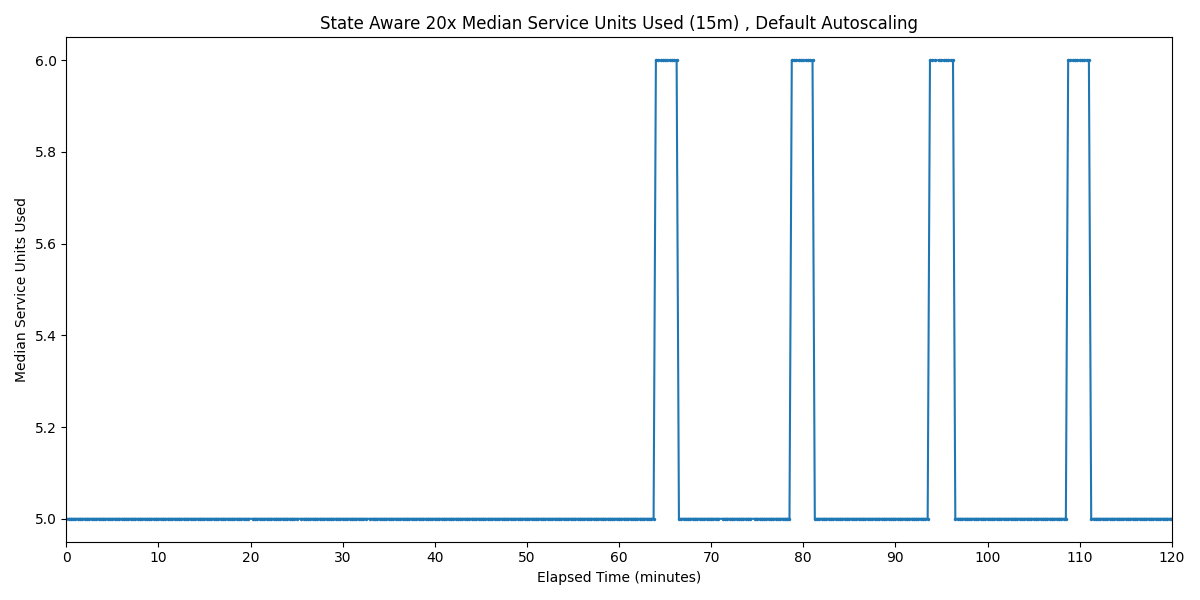 State Aware 20x Median Service Units Used (15m) , Default Autoscaling
6.0
5.8
5.6
5.4
5.2
5.0
Median Service Units Used
0 10 20 30 40 50 60 70 80 90 100 110 120
Elapsed Time (minutes)